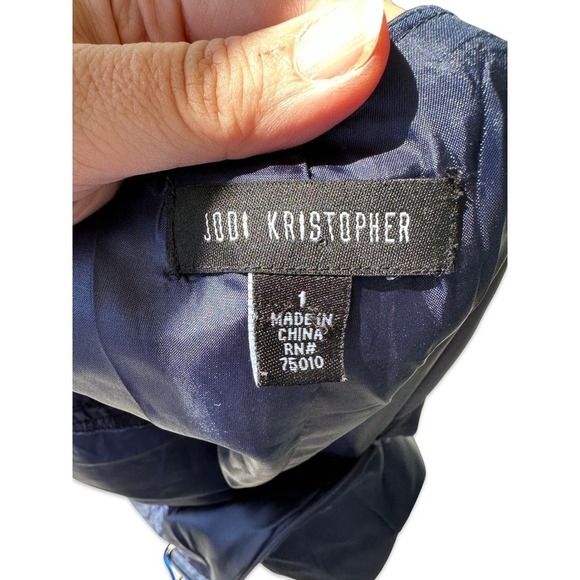 JODI KRISTOPHER
1
MADE IN
CHINA
RN#
75010